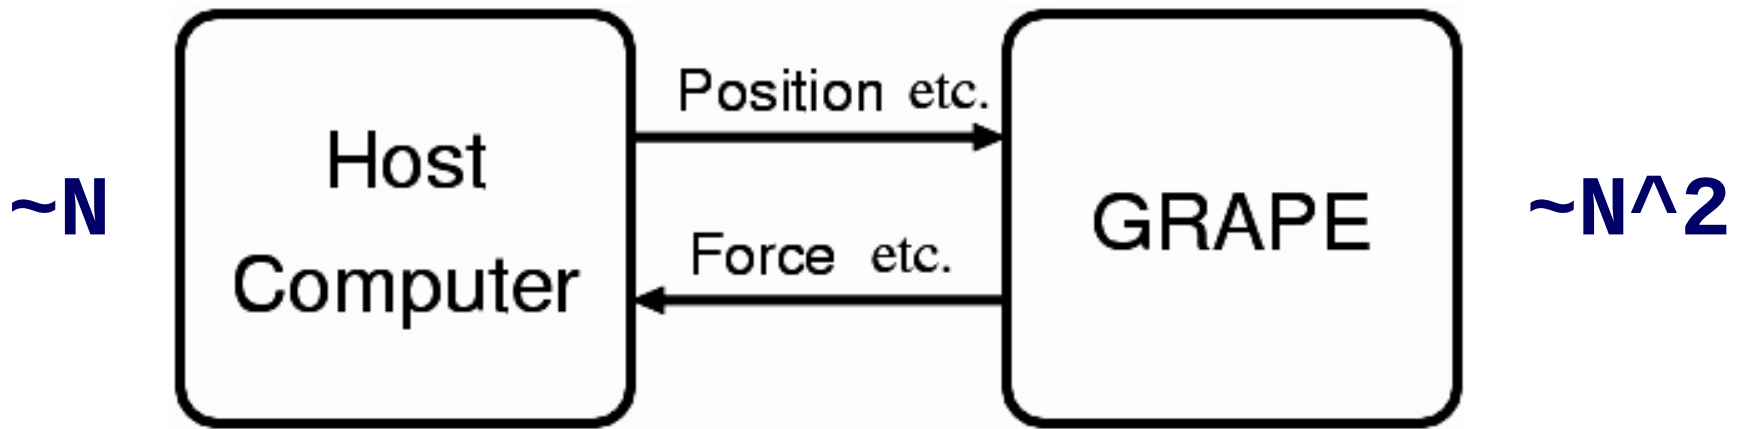 ~N
Host
Computer
Position etc.
Force etc.
GRAPE
~N^2